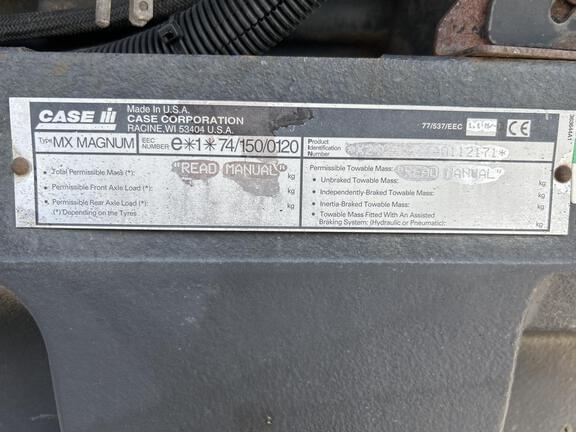 CASE IH
Made In U.S.A.
CASE CORPORATION
RACINE, WI 53404 U.S.A.
77/537/EEC
CE
Type MX MAGNUM
EEC NUMBER e*1*74/150/0120
Product Identification Number
• Total Permissible Mass (*): kg
• Permissible Front Axle Load (*): kg
• Permissible Rear Axle Load (*): kg
(*) Depending on the Tyres
"READ MANUAL"
Permissible Towable Mass: "READ MANUAL"
• Unbraked Towable Mass: kg
• Independently-Braked Towable Mass: kg
• Inertia-Braked Towable Mass: kg
• Towable Mass Fitted With An Assisted
Braking System: (Hydraulic or Pneumatic): kg